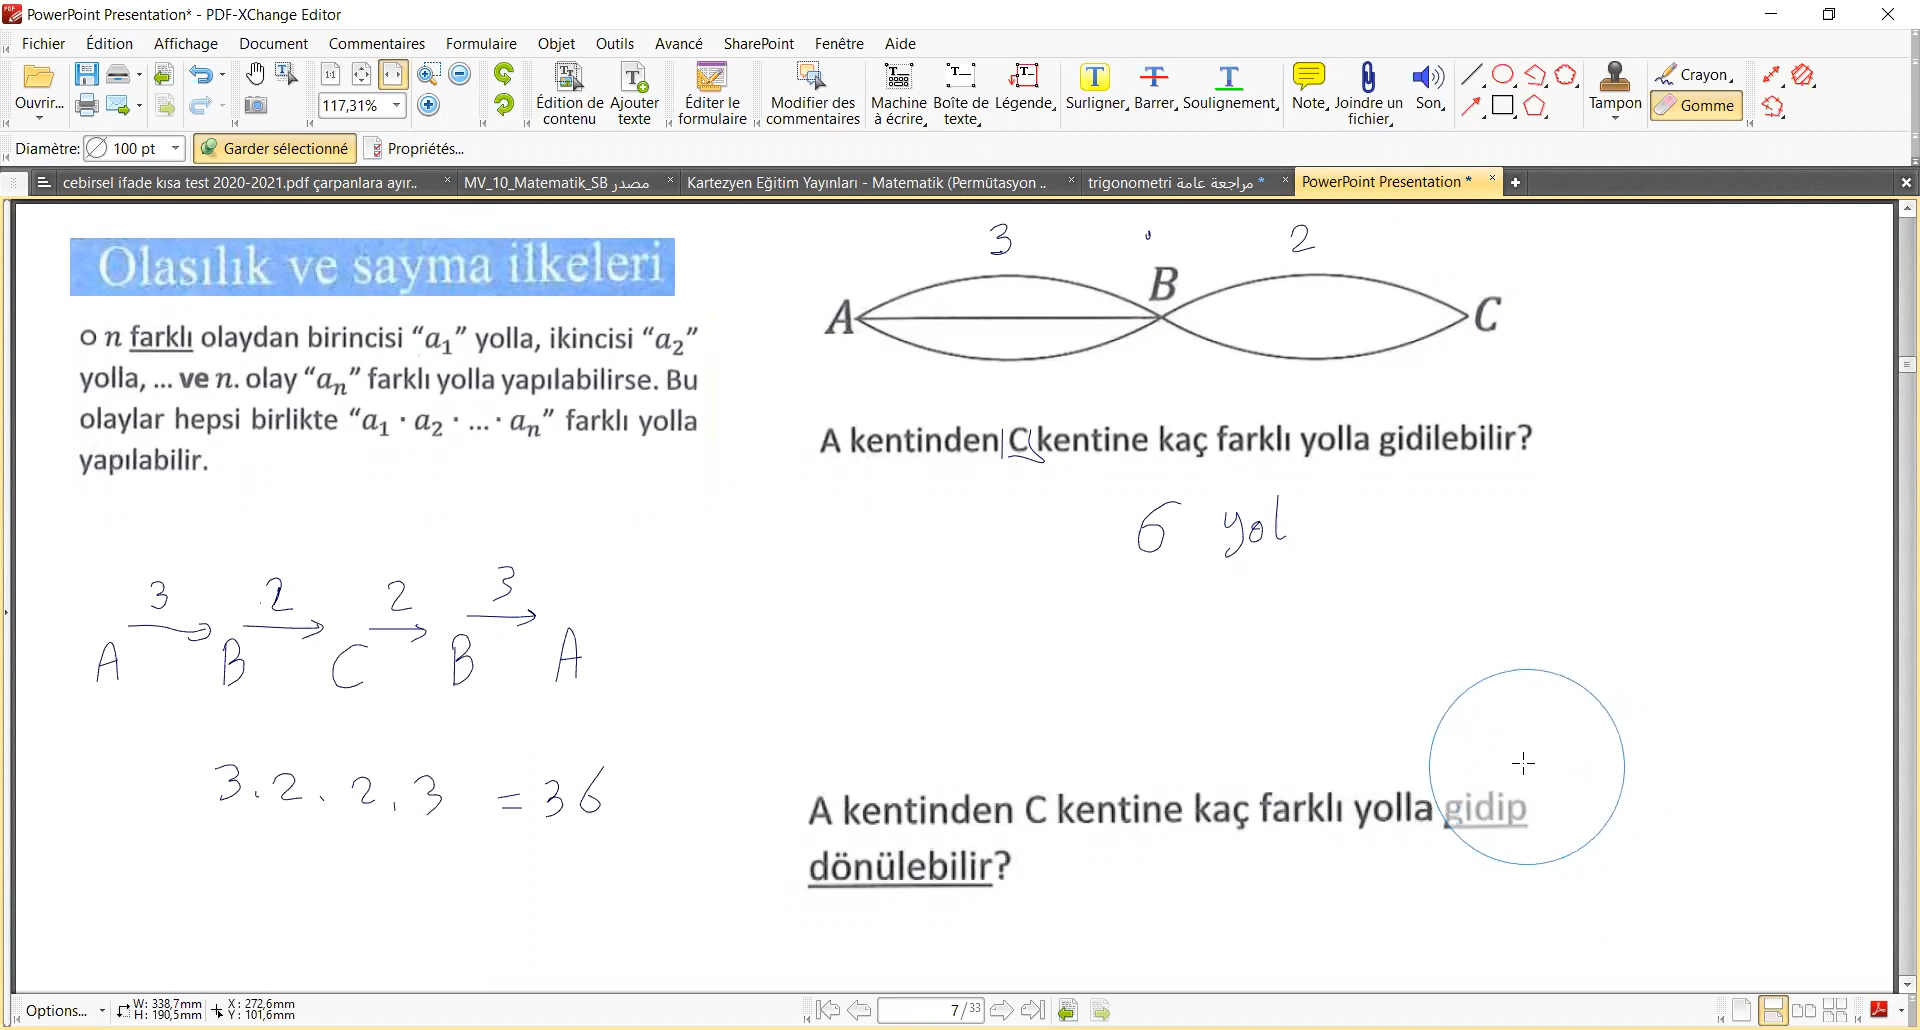 PowerPoint Presentation* - PDF-XChange Editor
Fichier Édition Affichage Document Commentaires Formulaire Objet Outils Avancé SharePoint Fenêtre Aide
Ouvrir...
117,31%
Édition de contenu
Ajouter texte
Éditer le formulaire
Modifier des commentaires
Machine à écrire
Boîte de texte
Légende
Surligner
Barrer
Soulignement
Note
Joindre un fichier
Son
Tampon
Crayon
Gomme
Diamètre: 100 pt Garder sélectionné Propriétés...
cebirsel ifade kısa test 2020-2021.pdf çarpanlara ayır..
MV_10_Matematik_SB مصدر
Kartezyen Eğitim Yayınları - Matematik (Permütasyon ..
trigonometri مراجعة عامة *
PowerPoint Presentation *
Olasılık ve sayma ilkeleri
n farklı olaydan birincisi “a₁” yolla, ikincisi “a₂”
yolla, ... ve n. olay “aₙ” farklı yolla yapılabilirse. Bu
olaylar hepsi birlikte “a₁ · a₂ · ... · aₙ” farklı yolla
yapılabilir.
3 2
A B C
A kentinden C kentine kaç farklı yolla gidilebilir?
6 yol
3 2 2 3
A B C B A
3.2.2.3 = 36
A kentinden C kentine kaç farklı yolla gidip
dönülebilir?
Options...
W: 338,7mm
H: 190,5mm
X: 272,6mm
Y: 101,6mm
7 / 33